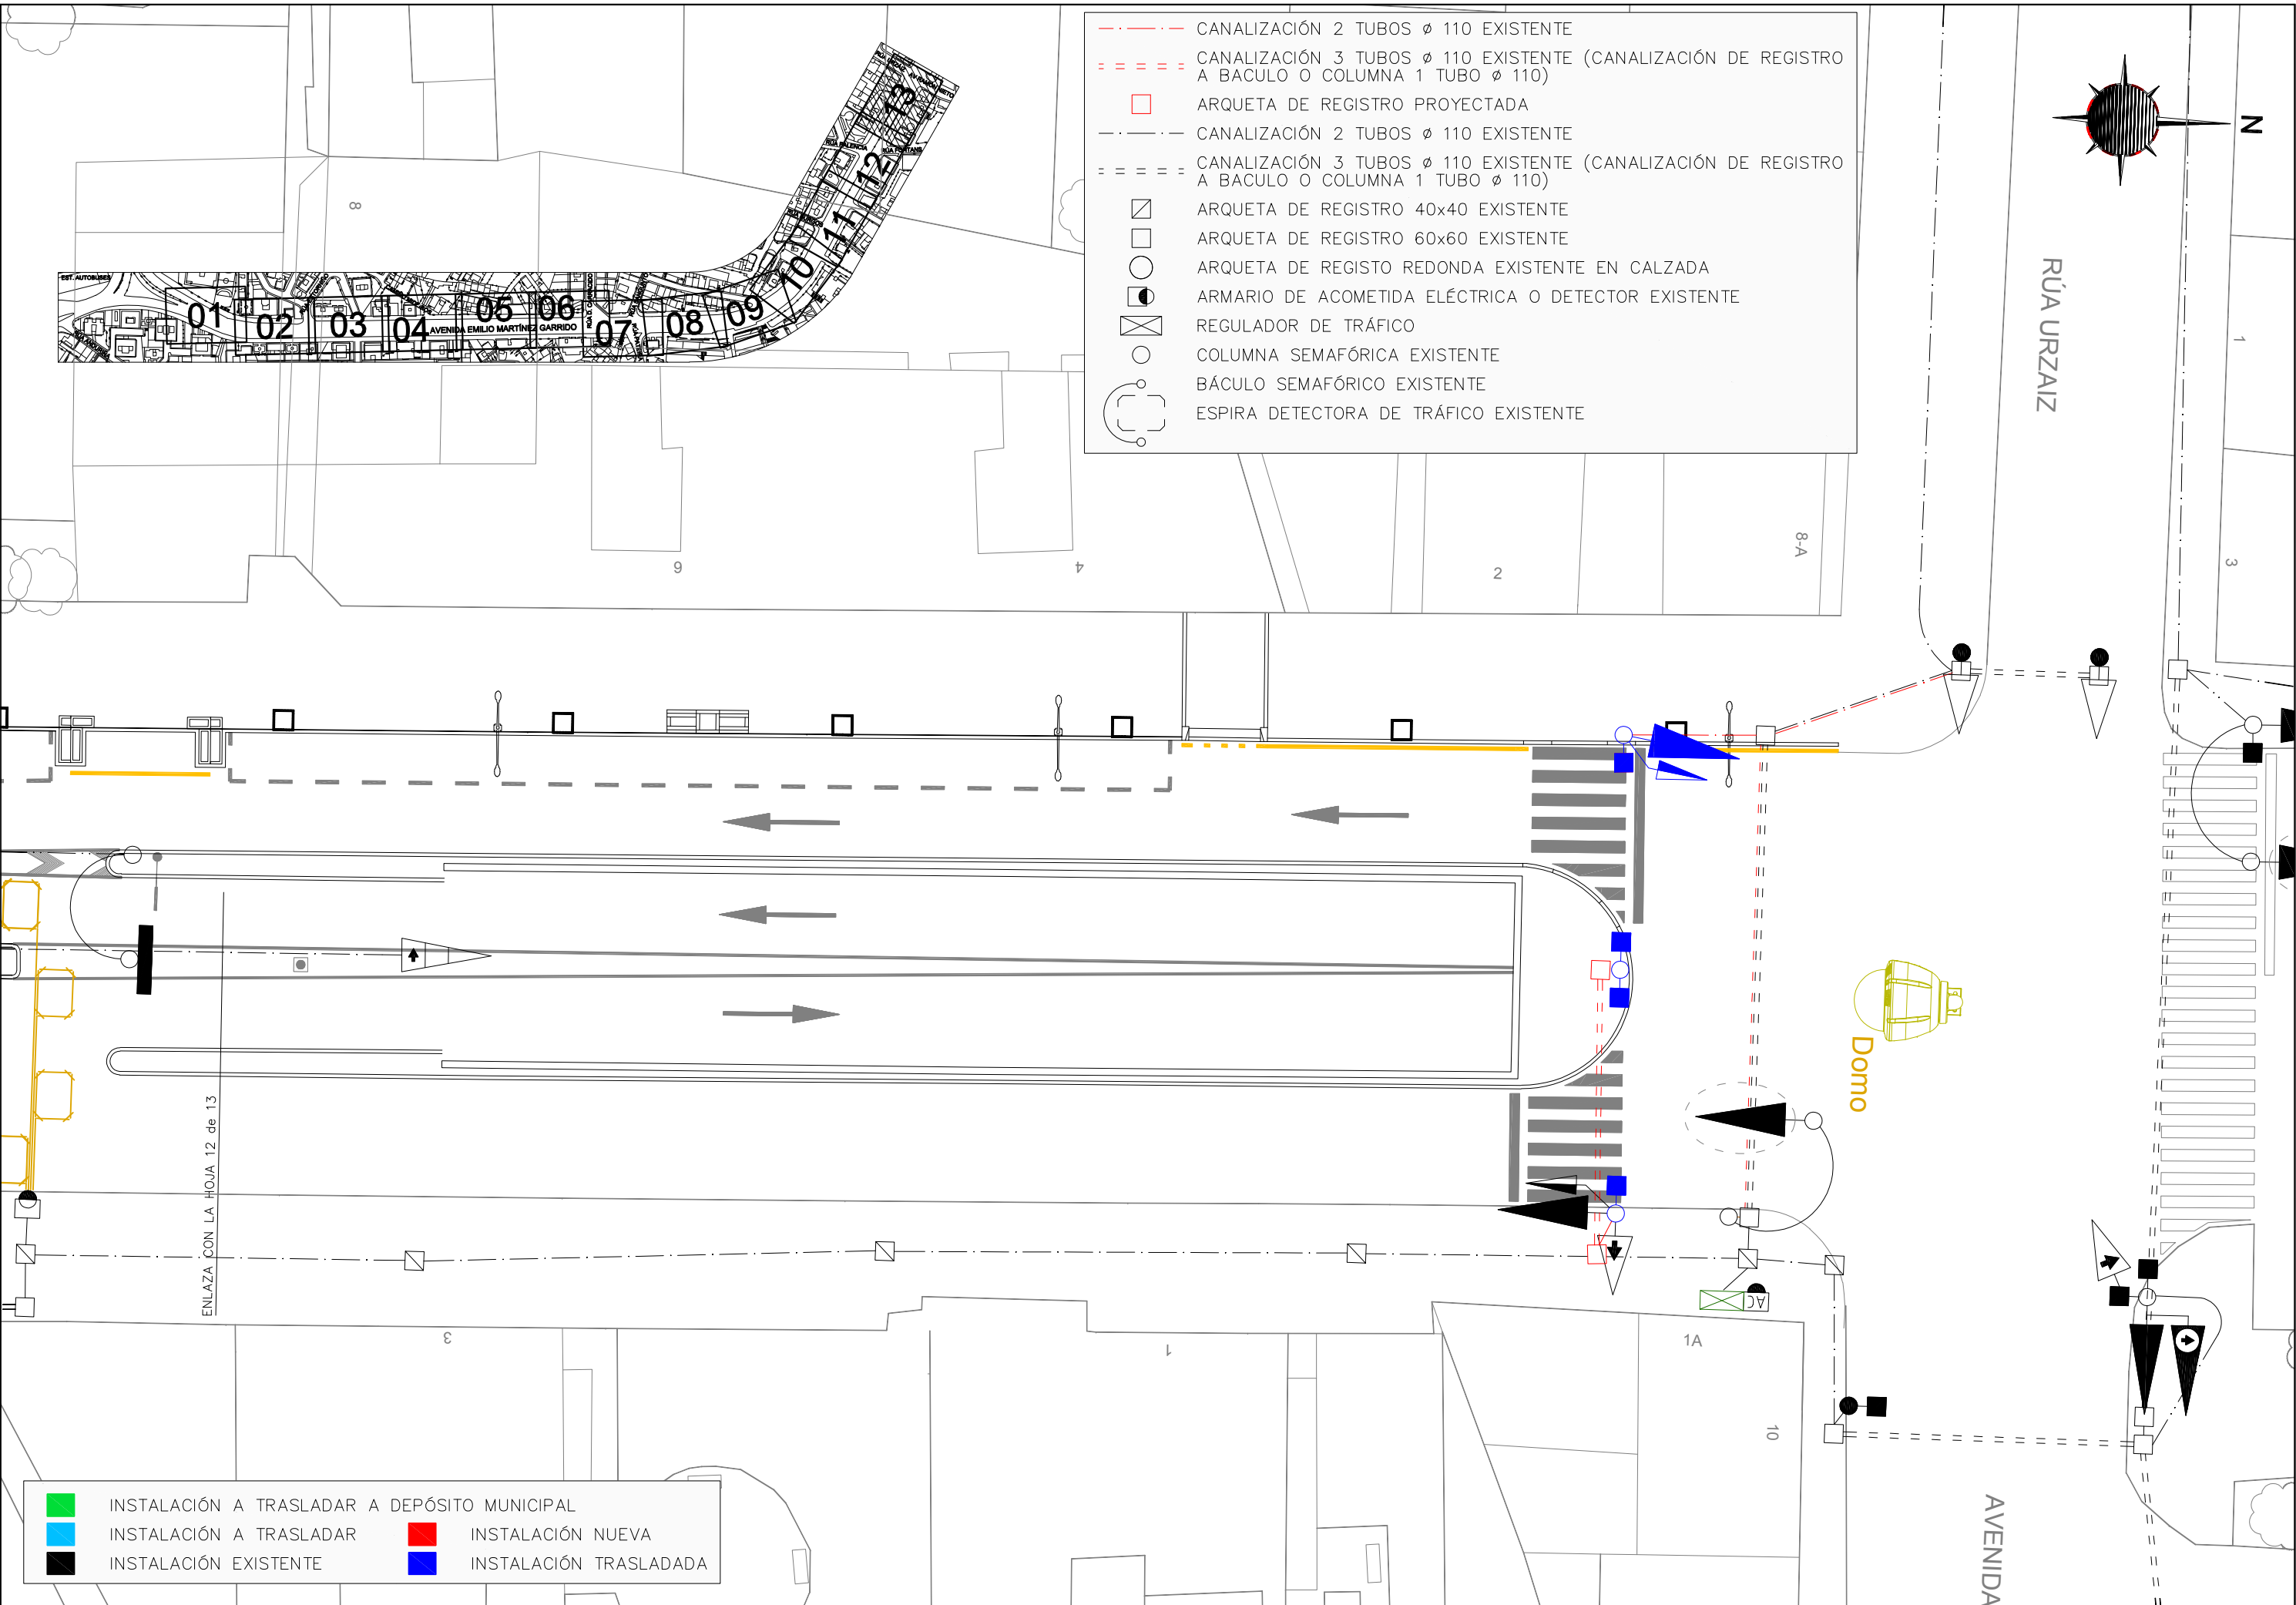 CANALIZACIÓN 2 TUBOS ø 110 EXISTENTE
CANALIZACIÓN 3 TUBOS ø 110 EXISTENTE (CANALIZACIÓN DE REGISTRO
A BACULO O COLUMNA 1 TUBO ø 110)
ARQUETA DE REGISTRO PROYECTADA
CANALIZACIÓN 2 TUBOS ø 110 EXISTENTE
CANALIZACIÓN 3 TUBOS ø 110 EXISTENTE (CANALIZACIÓN DE REGISTRO
A BACULO O COLUMNA 1 TUBO ø 110)
ARQUETA DE REGISTRO 40x40 EXISTENTE
ARQUETA DE REGISTRO 60x60 EXISTENTE
ARQUETA DE REGISTO REDONDA EXISTENTE EN CALZADA
ARMARIO DE ACOMETIDA ELÉCTRICA O DETECTOR EXISTENTE
REGULADOR DE TRÁFICO
COLUMNA SEMAFÓRICA EXISTENTE
BÁCULO SEMAFÓRICO EXISTENTE
ESPIRA DETECTORA DE TRÁFICO EXISTENTE
N
RÚA URZAIZ
1
3
8
EST. AUTOBUSES
01
02
03
04
05
06
07
08
09
10
11
12
13
AVENIDA EMILIO MARTÍNEZ GARRIDO
RÚA PALENCIA
6
4
2
8-A
Domo
ENLAZA CON LA HOJA 12 de 13
AC
3
1
1A
10
AVENIDA
INSTALACIÓN A TRASLADAR A DEPÓSITO MUNICIPAL
INSTALACIÓN A TRASLADAR
INSTALACIÓN NUEVA
INSTALACIÓN EXISTENTE
INSTALACIÓN TRASLADADA